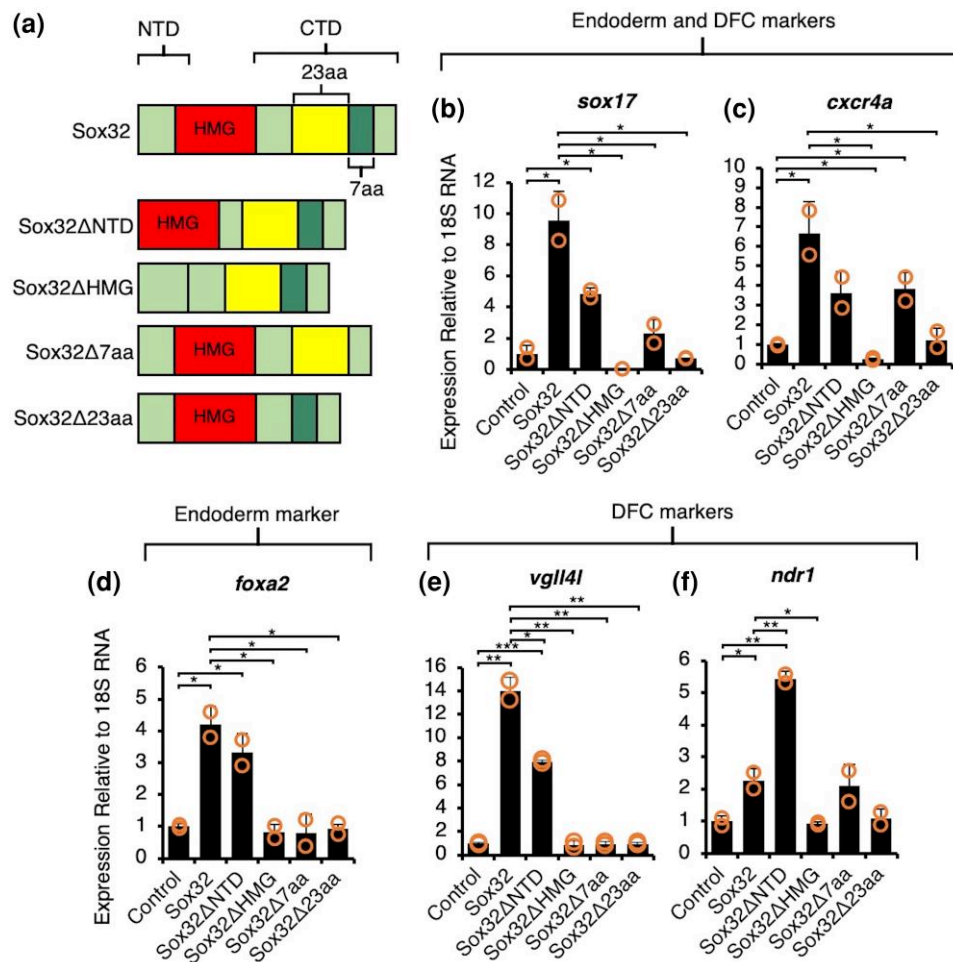 (a)
NTD
CTD
23aa
Sox32
HMG
7aa
Sox32ΔNTD
HMG
Sox32ΔHMG
Sox32Δ7aa
HMG
Sox32Δ23aa
HMG
Endoderm and DFC markers
(b)
sox17
*
*
*
*
*
*
*
Expression Relative to 18S RNA
12
10
8
6
4
2
0
Control
Sox32
Sox32ΔNTD
Sox32ΔHMG
Sox32Δ7aa
Sox32Δ23aa
(c)
cxcr4a
*
*
*
*
*
10
9
8
7
6
5
4
3
2
1
0
Control
Sox32
Sox32ΔNTD
Sox32ΔHMG
Sox32Δ7aa
Sox32Δ23aa
Endoderm marker
(d)
foxa2
*
*
*
*
*
Expression Relative to 18S RNA
6
5
4
3
2
1
0
Control
Sox32
Sox32ΔNTD
Sox32ΔHMG
Sox32Δ7aa
Sox32Δ23aa
DFC markers
(e)
vgll4l
**
**
**
*
***
**
16
14
12
10
8
6
4
2
0
Control
Sox32
Sox32ΔNTD
Sox32ΔHMG
Sox32Δ7aa
Sox32Δ23aa
(f)
ndr1
*
**
**
*
6
5
4
3
2
1
0
Control
Sox32
Sox32ΔNTD
Sox32ΔHMG
Sox32Δ7aa
Sox32Δ23aa